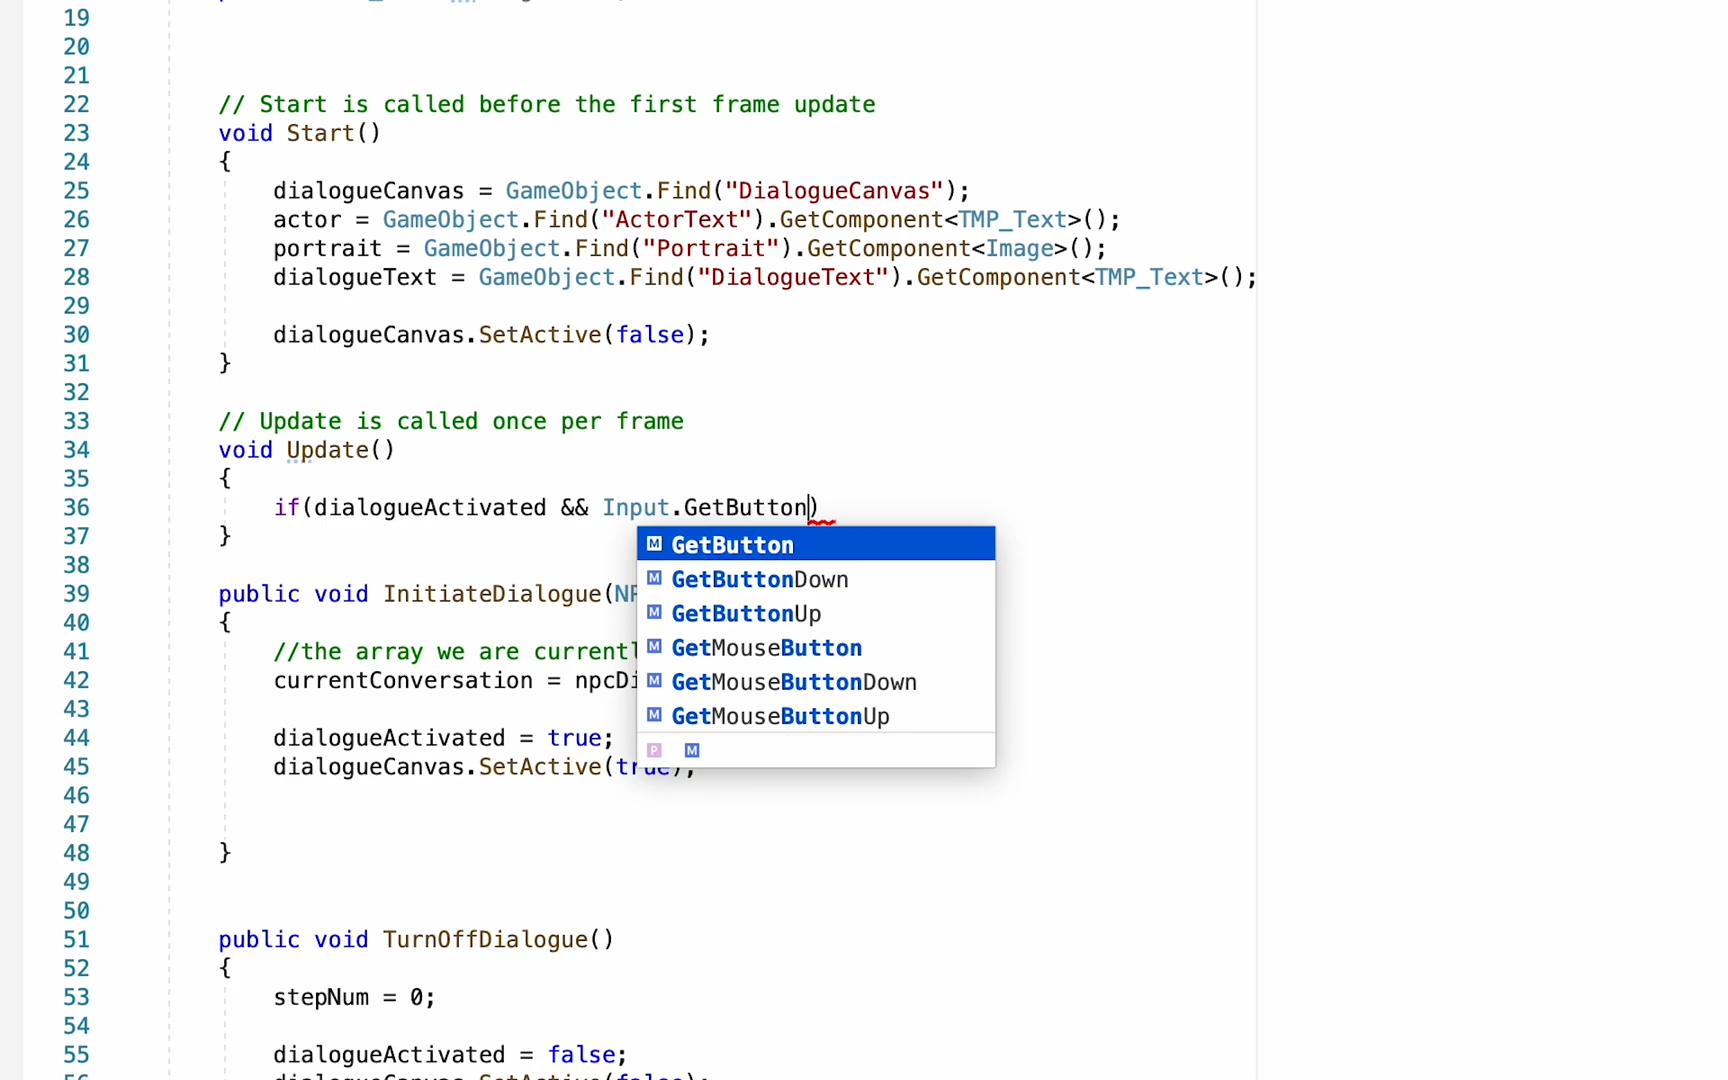 19
20
21
22 // Start is called before the first frame update
23 void Start()
24 {
25 dialogueCanvas = GameObject.Find("DialogueCanvas");
26 actor = GameObject.Find("ActorText").GetComponent<TMP_Text>();
27 portrait = GameObject.Find("Portrait").GetComponent<Image>();
28 dialogueText = GameObject.Find("DialogueText").GetComponent<TMP_Text>();
29
30 dialogueCanvas.SetActive(false);
31 }
32
33 // Update is called once per frame
34 void Update()
35 {
36 if(dialogueActivated && Input.GetButton)
37 }
38
39 public void InitiateDialogue(
40 {
41 //the array we are
42 currentConversation =
43
44 dialogueActivated = true;
45 dialogueCanvas.SetActive(true);
46
47
48 }
49
50
51 public void TurnOffDialogue()
52 {
53 stepNum = 0;
54
55 dialogueActivated = false;
56 dialogueCanvas.SetActive(false);
GetButton
GetButtonDown
GetButtonUp
GetMouseButton
GetMouseButtonDown
GetMouseButtonUp
P M